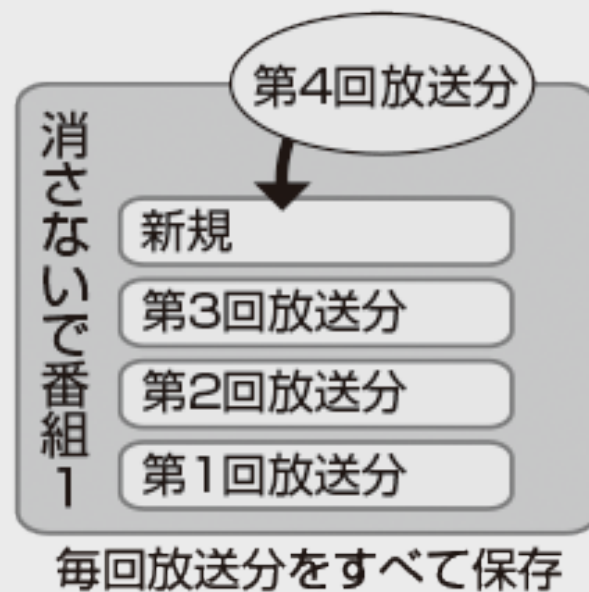 第4回放送分
消さないで番組1
新規
第3回放送分
第2回放送分
第1回放送分
毎回放送分をすべて保存